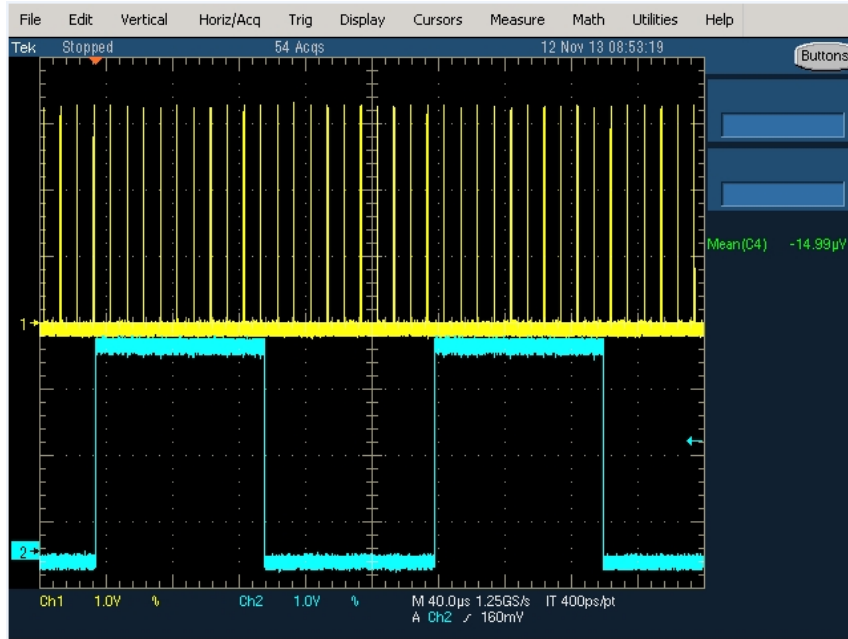 File Edit Vertical Horiz/Acq Trig Display Cursors Measure Math Utilities Help
Tek Stopped 54 Acqs 12 Nov 13 08:53:19
Buttons
Mean(C4) -14.99µV
1
2
Ch1 1.0V Ch2 1.0V M 40.0µs 1.25GS/s IT 400ps/pt
A Ch2 160mV